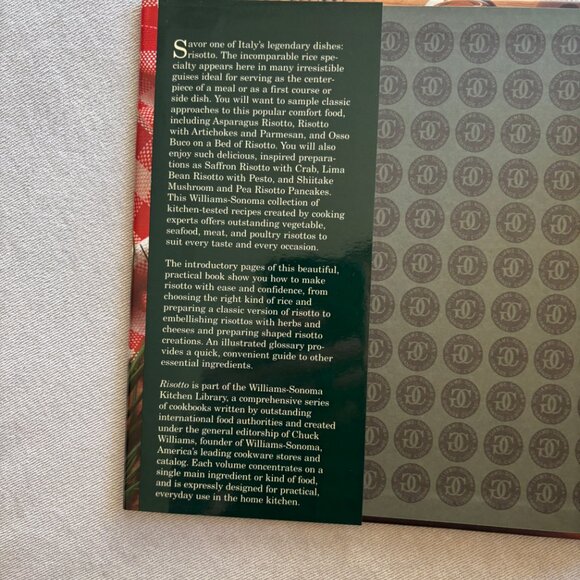 Savor one of Italy's legendary dishes:
risotto. The incomparable rice spe-
cialty appears here in many irresistible
guises ideal for serving as the center-
piece of a meal or as a first course or
side dish. You will want to sample classic
approaches to this popular comfort food,
including Asparagus Risotto, Risotto
with Artichokes and Parmesan, and Osso
Buco on a Bed of Risotto. You will also
enjoy such delicious, inspired prepara-
tions as Saffron Risotto with Crab, Lima
Bean Risotto with Pesto, and Shiitake
Mushroom and Pea Risotto Pancakes.
This Williams-Sonoma collection of
kitchen-tested recipes created by cooking
experts offers outstanding vegetable,
seafood, meat, and poultry risottos to
suit every taste and every occasion.
The introductory pages of this beautiful,
practical book show you how to make
risotto with ease and confidence, from
choosing the right kind of rice and
preparing a classic version of risotto to
embellishing risottos with herbs and
cheeses and preparing shaped risotto
creations. An illustrated glossary pro-
vides a quick, convenient guide to other
essential ingredients.
Risotto is part of the Williams-Sonoma
Kitchen Library, a comprehensive series
of cookbooks written by outstanding
international food authorities and created
under the general editorship of Chuck
Williams, founder of Williams-Sonoma,
America's leading cookware stores and
catalog. Each volume concentrates on a
single main ingredient or kind of food,
and is expressly designed for practical,
everyday use in the home kitchen.